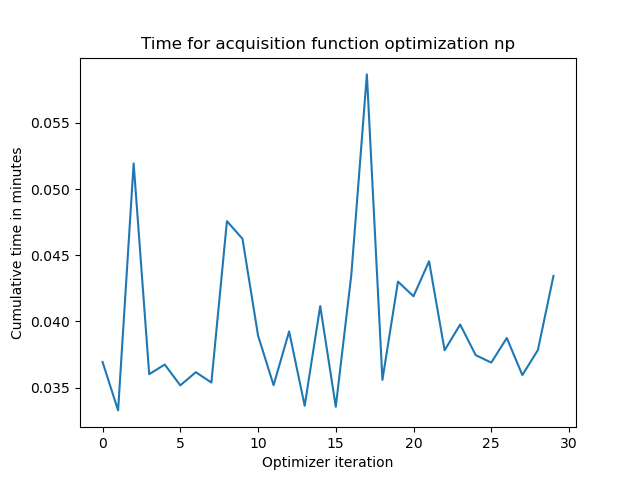 Time for acquisition function optimization np
Cumulative time in minutes
0.055
0.050
0.045
0.040
0.035
0 5 10 15 20 25 30
Optimizer iteration